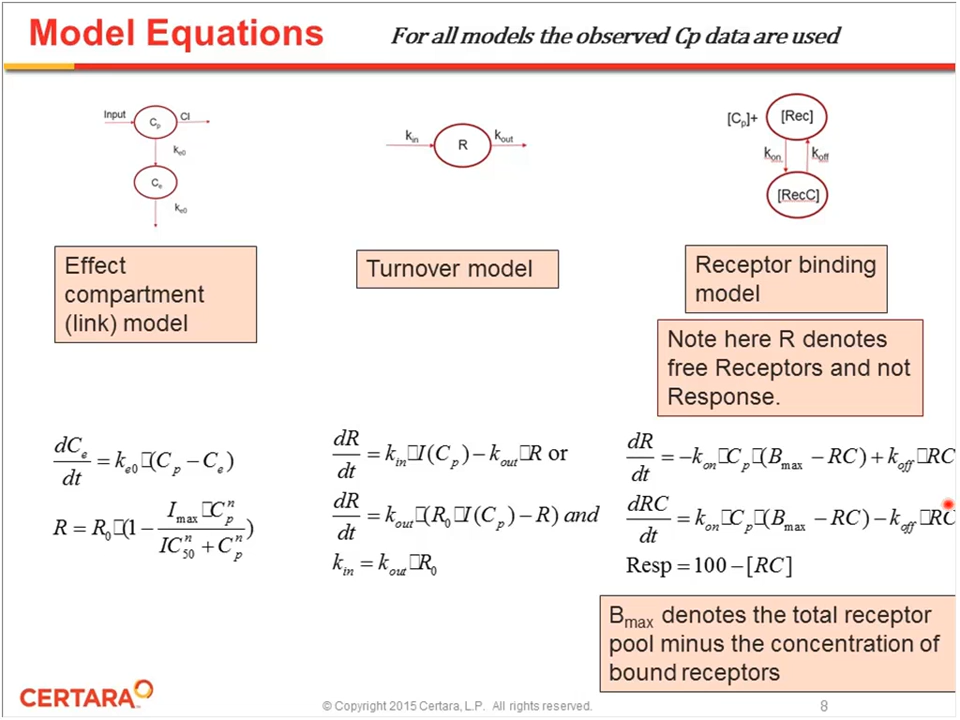 Model Equations
For all models the observed Cp data are used
Input
Cp
Cl
ke0
Ce
ke0
kin
R
kout
[Cp]+
[Rec]
kon
koff
[RecC]
Effect
compartment
(link) model
Turnover model
Receptor binding
model
Note here R denotes
free Receptors and not
Response.
dCe/dt = ke0▯(Cp − Ce)
R = R0▯(1 − Imax▯Cp^n / (IC50^n + Cp^n))
dR/dt = kin▯I(Cp) − kout▯R or
dR/dt = kout▯(R0▯I(Cp) − R) and
kin = kout▯R0
dR/dt = −kon▯Cp▯(Bmax − RC) + koff▯RC
dRC/dt = kon▯Cp▯(Bmax − RC) − koff▯RC
Resp = 100 − [RC]
Bmax denotes the total receptor
pool minus the concentration of
bound receptors
CERTARA
© Copyright 2015 Certara, L.P. All rights reserved.
8